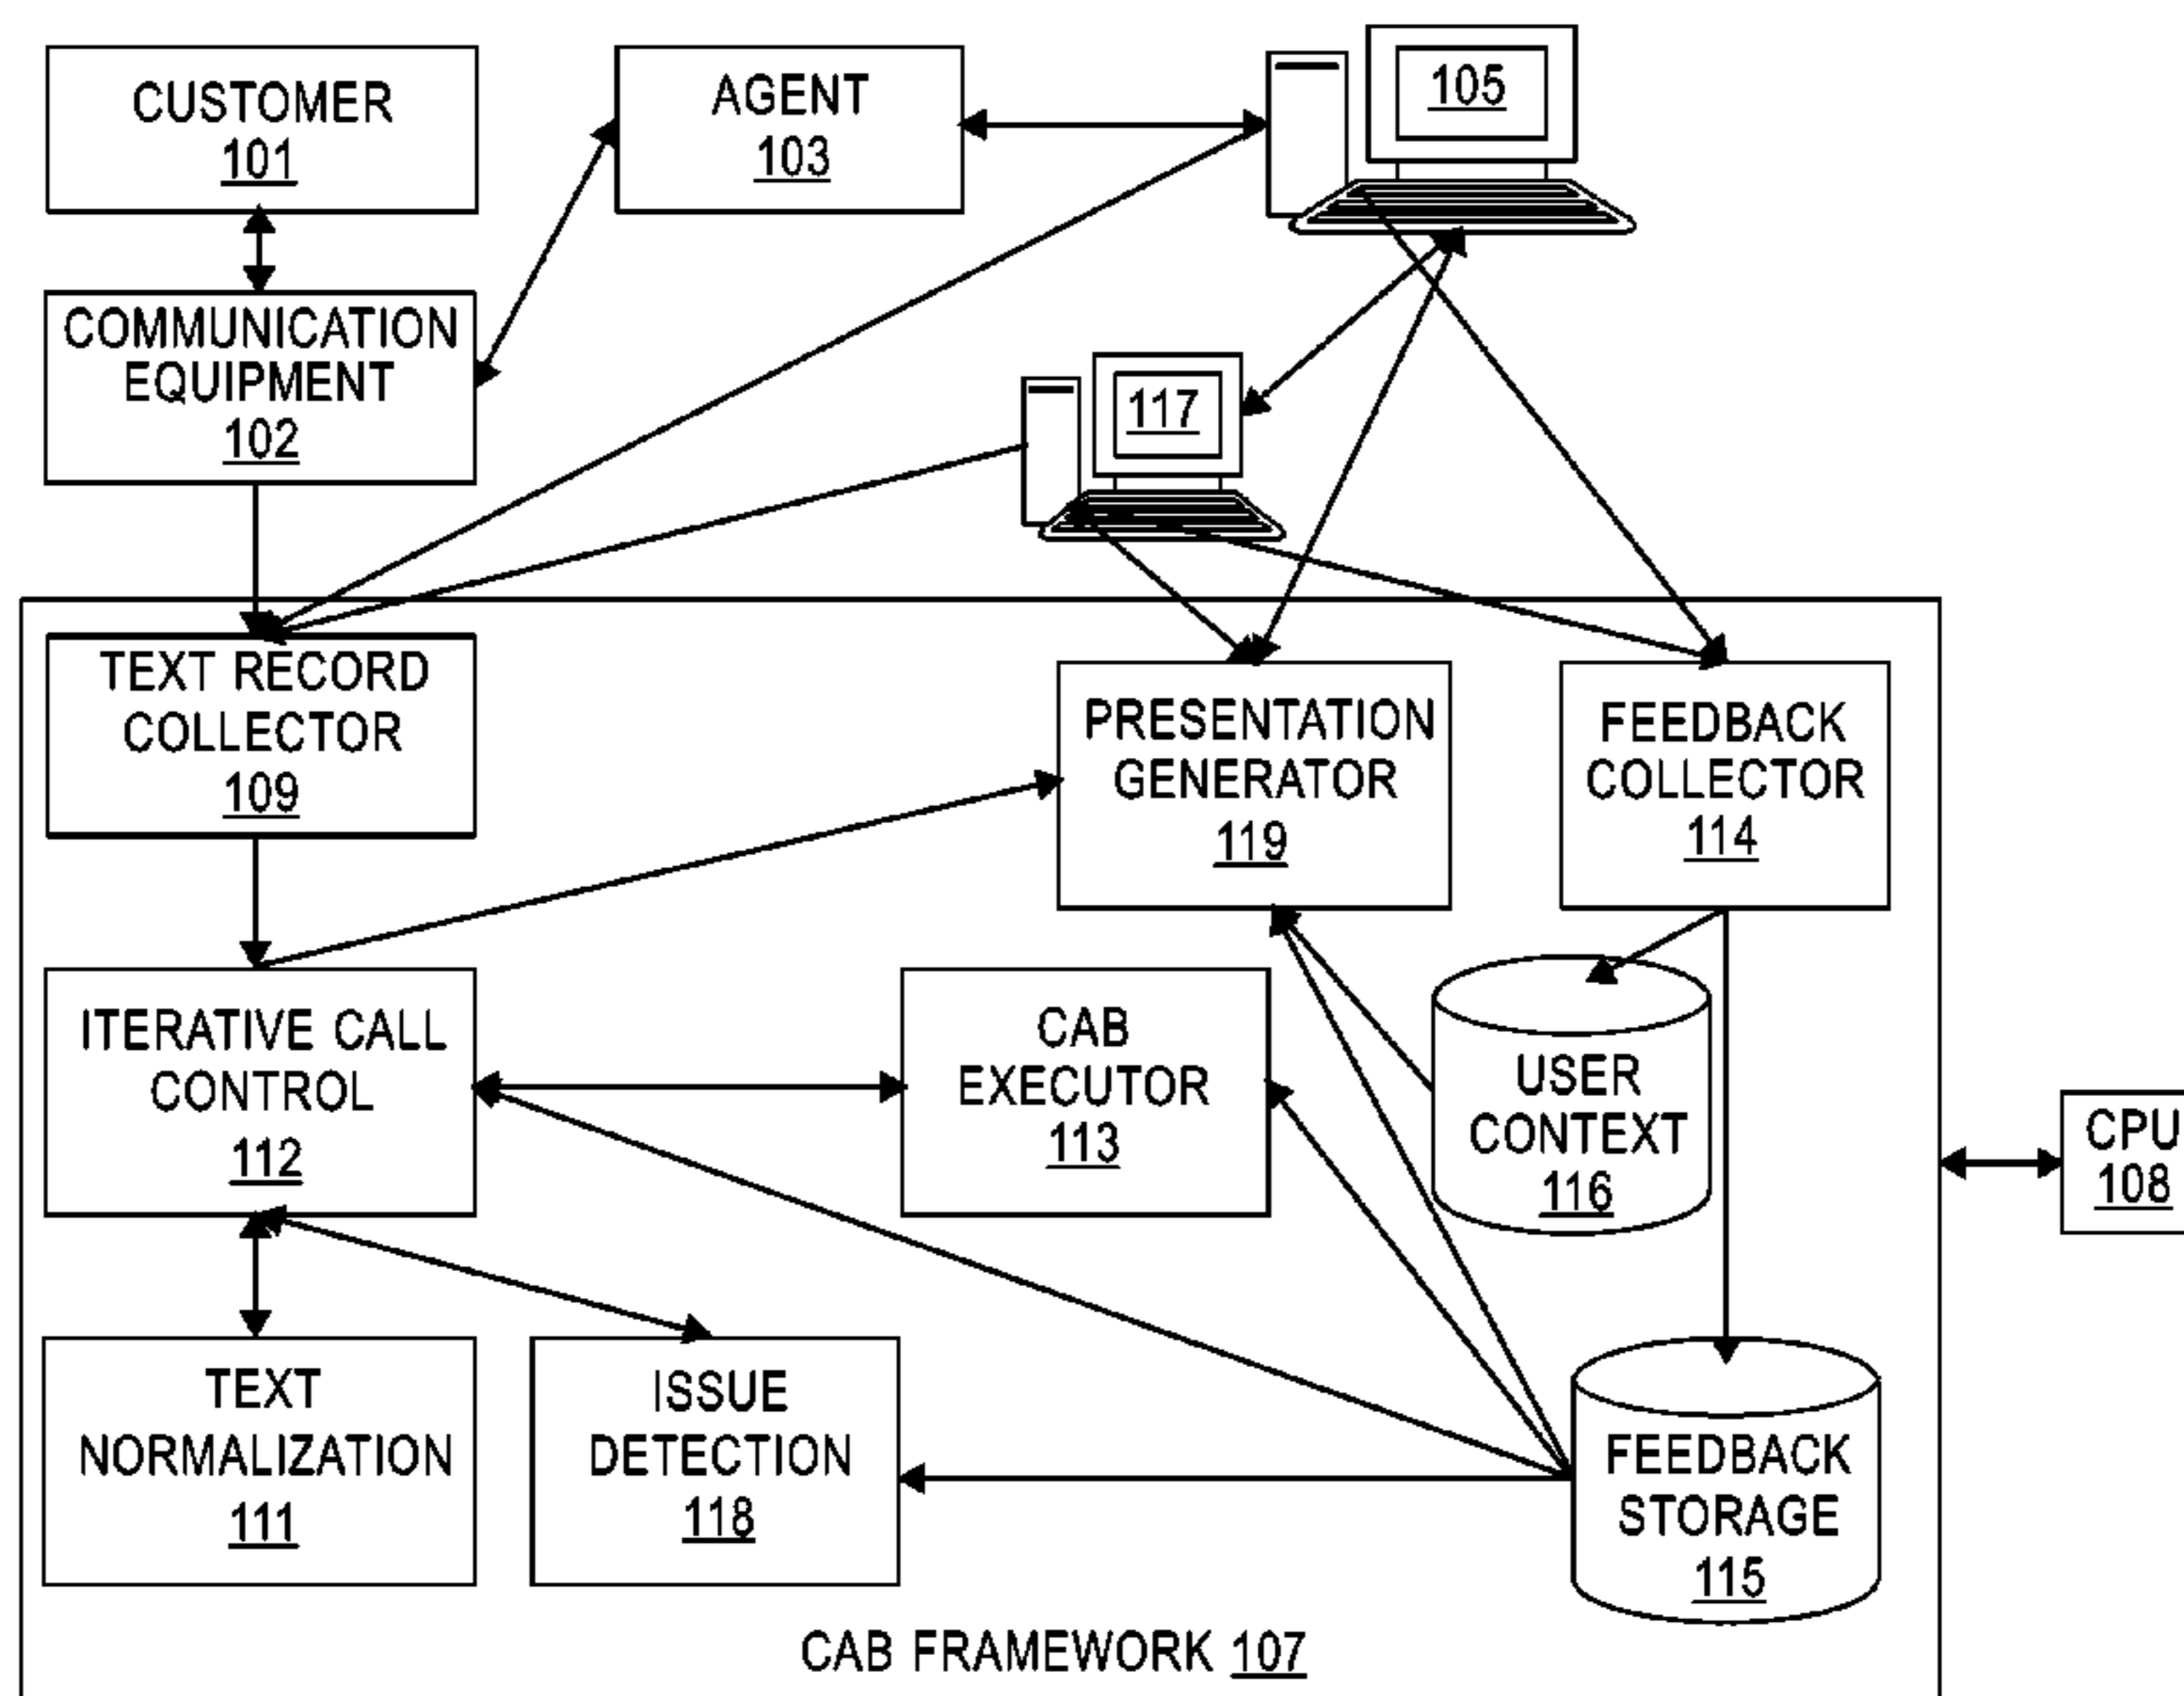 CUSTOMER
101
AGENT
103
105
COMMUNICATION
EQUIPMENT
102
117
TEXT RECORD
COLLECTOR
109
PRESENTATION
GENERATOR
119
FEEDBACK
COLLECTOR
114
ITERATIVE CALL
CONTROL
112
CAB
EXECUTOR
113
USER
CONTEXT
116
CPU
108
TEXT
NORMALIZATION
111
ISSUE
DETECTION
118
FEEDBACK
STORAGE
115
CAB FRAMEWORK 107